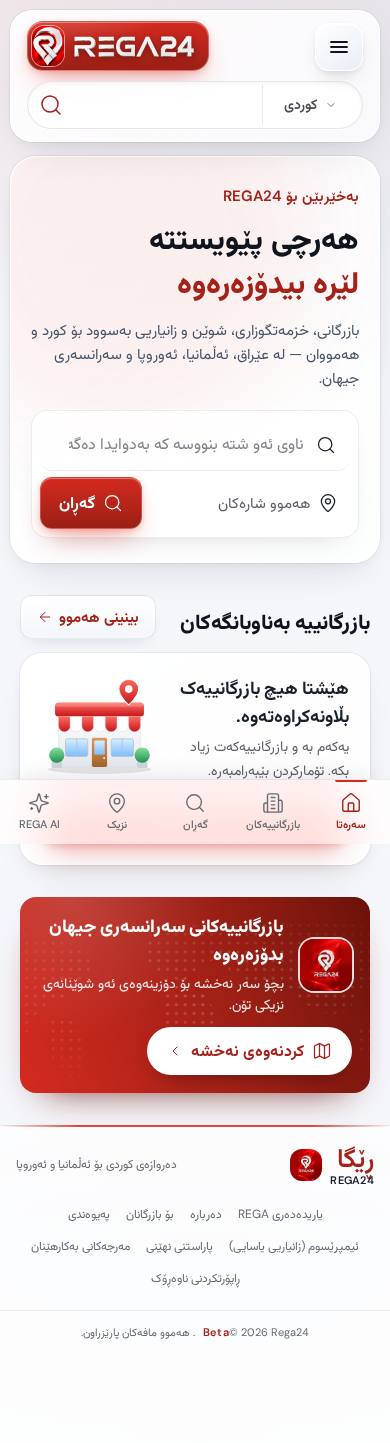 REGA24
کوردی
بەخێربێن بۆ REGA24
هەرچی پێویستتە
لێرە بیدۆزەرەوە
بازرگانی، خزمەتگوزاری، شوێن و زانیاریی بەسوود بۆ کورد و
هەمووان — لە عێراق، ئەڵمانیا، ئەوروپا و سەرانسەری
جیهان.
ناوی ئەو شتە بنووسە کە بەدوایدا دەگە
هەموو شارەکان
گەڕان
بازرگانییە بەناوبانگەکان
بینینی هەموو
هێشتا هیچ بازرگانییەک
بڵاونەکراوەتەوە.
یەکەم بە و بازرگانییەکەت زیاد
بکە. تۆمارکردن بێبەرامبەرە.
سەرەتا
بازرگانییەکان
گەڕان
نزیک
REGA AI
بازرگانییەکانی سەرانسەری جیهان
بدۆزەرەوە
بچۆ سەر نەخشە بۆ دۆزینەوەی ئەو شوێنانەی
نزیکی تۆن.
کردنەوەی نەخشە
رێگا
REGA24
دەروازەی کوردی بۆ ئەڵمانیا و ئەوروپا
یاریدەدەری REGA
دەربارە
بۆ بازرگانان
پەیوەندی
ئیمپرێسوم (زانیاریی یاسایی)
پاراستنی نهێنی
مەرجەکانی بەکارهێنان
ڕاپۆرتکردنی ناوەڕۆک
© 2026 Rega24 Beta . هەموو مافەکان پارێزراون.